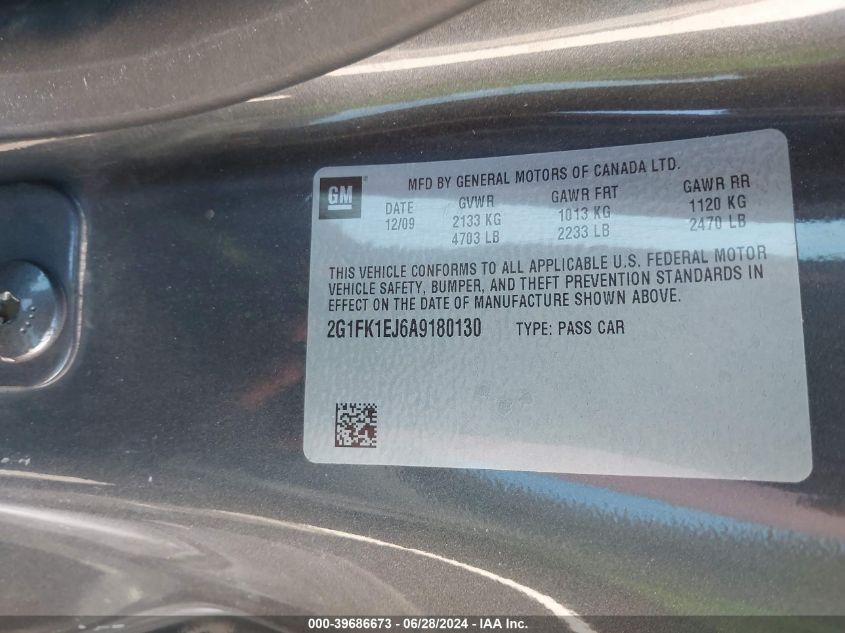 GM
MFD BY GENERAL MOTORS OF CANADA LTD.
DATE GVWR GAWR FRT GAWR RR
12/09 2133 KG 1013 KG 1120 KG
4703 LB 2233 LB 2470 LB
THIS VEHICLE CONFORMS TO ALL APPLICABLE U.S. FEDERAL MOTOR
VEHICLE SAFETY, BUMPER, AND THEFT PREVENTION STANDARDS IN
EFFECT ON THE DATE OF MANUFACTURE SHOWN ABOVE.
2G1FK1EJ6A9180130 TYPE: PASS CAR
000-39686673 - 06/28/2024 - IAA Inc.